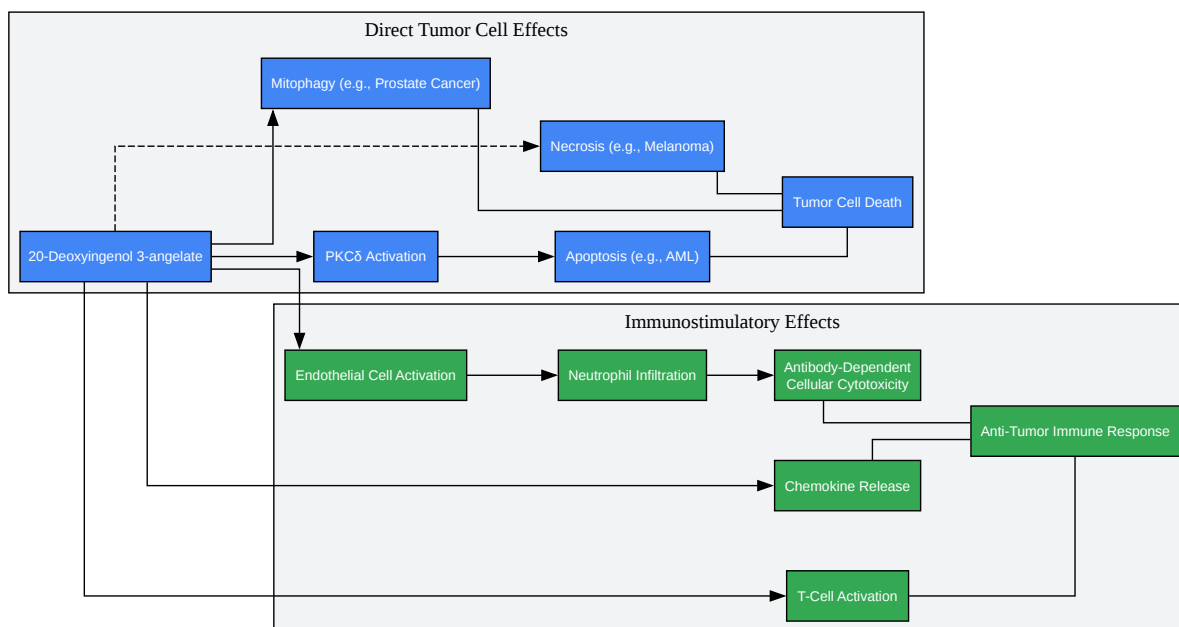 Direct Tumor Cell Effects
Mitophagy (e.g., Prostate Cancer)
Necrosis (e.g., Melanoma)
Tumor Cell Death
20-Deoxyingenol 3-angelate
PKCδ Activation
Apoptosis (e.g., AML)
Immunostimulatory Effects
Endothelial Cell Activation
Neutrophil Infiltration
Antibody-Dependent
Cellular Cytotoxicity
Anti-Tumor Immune Response
Chemokine Release
T-Cell Activation